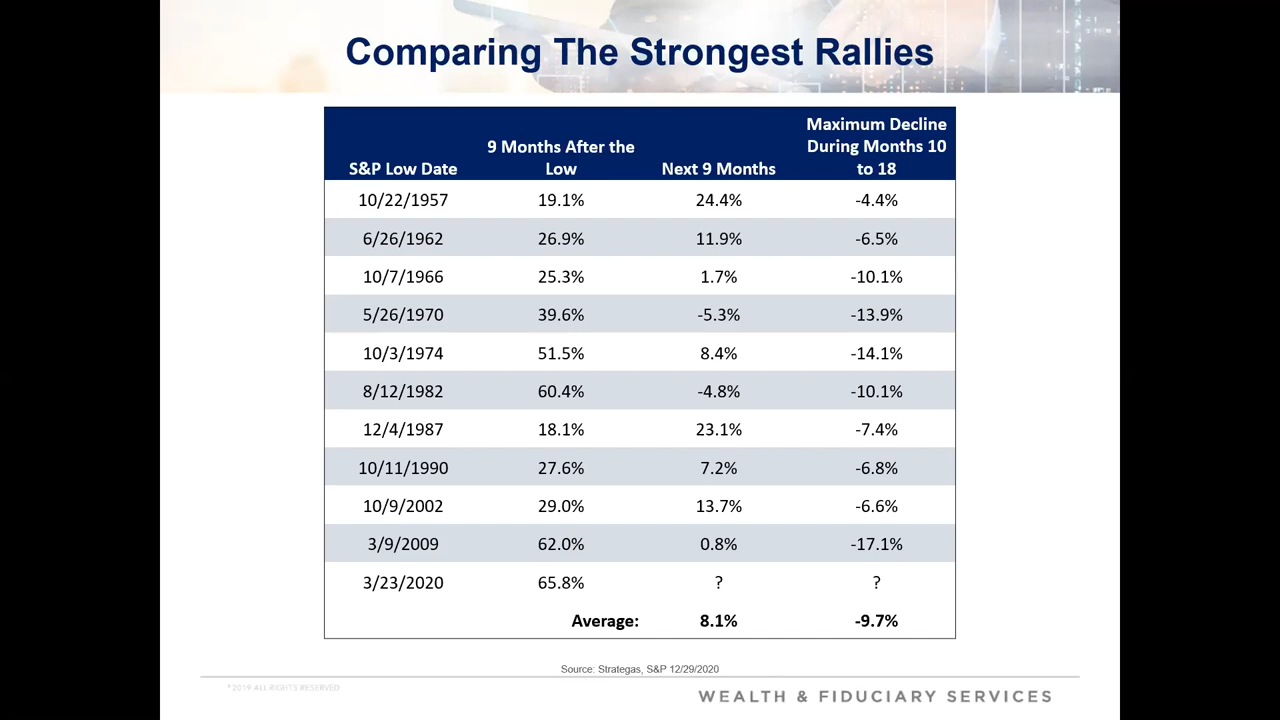 Comparing The Strongest Rallies
S&P Low Date 9 Months After the Low Next 9 Months Maximum Decline During Months 10 to 18
10/22/1957 19.1% 24.4% -4.4%
6/26/1962 26.9% 11.9% -6.5%
10/7/1966 25.3% 1.7% -10.1%
5/26/1970 39.6% -5.3% -13.9%
10/3/1974 51.5% 8.4% -14.1%
8/12/1982 60.4% -4.8% -10.1%
12/4/1987 18.1% 23.1% -7.4%
10/11/1990 27.6% 7.2% -6.8%
10/9/2002 29.0% 13.7% -6.6%
3/9/2009 62.0% 0.8% -17.1%
3/23/2020 65.8% ? ?
Average: 8.1% -9.7%
Source: Strategas, S&P 12/29/2020
©2019 ALL RIGHTS RESERVED
WEALTH & FIDUCIARY SERVICES